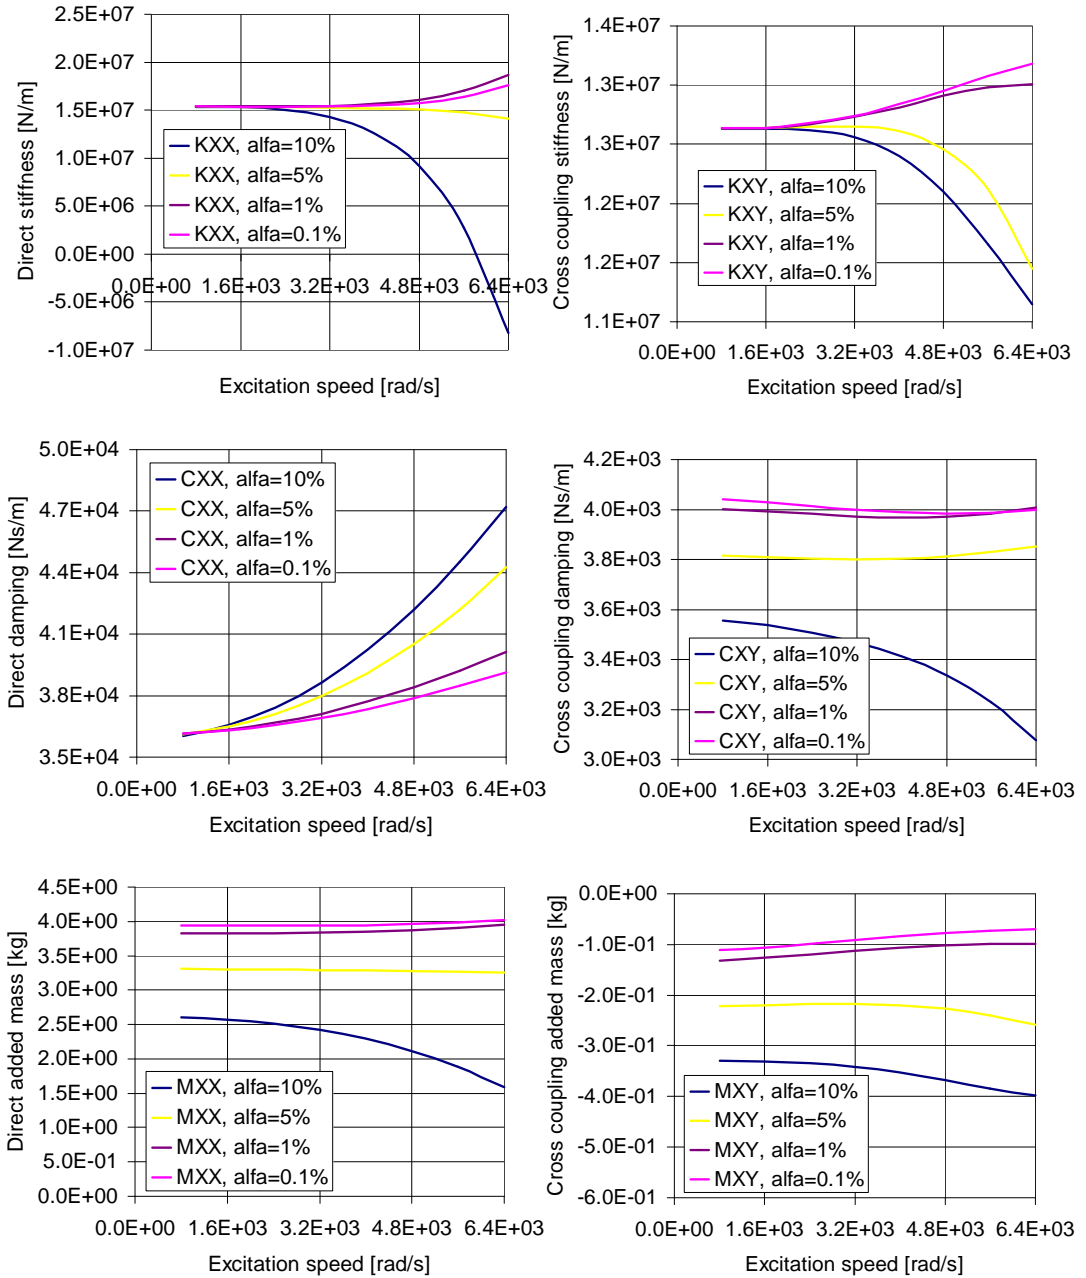 Direct stiffness [N/m]
2.5E+07
2.0E+07
1.5E+07
1.0E+07
5.0E+06
0.0E+00
-5.0E+06
-1.0E+07
KXX, alfa=10%
KXX, alfa=5%
KXX, alfa=1%
KXX, alfa=0.1%
0.0E+00 1.6E+03 3.2E+03 4.8E+03 6.4E+03
Excitation speed [rad/s]
Cross coupling stiffness [N/m]
1.4E+07
1.3E+07
1.3E+07
1.2E+07
1.2E+07
1.1E+07
KXY, alfa=10%
KXY, alfa=5%
KXY, alfa=1%
KXY, alfa=0.1%
0.0E+00 1.6E+03 3.2E+03 4.8E+03 6.4E+03
Excitation speed [rad/s]
Direct damping [Ns/m]
5.0E+04
4.7E+04
4.4E+04
4.1E+04
3.8E+04
3.5E+04
CXX, alfa=10%
CXX, alfa=5%
CXX, alfa=1%
CXX, alfa=0.1%
0.0E+00 1.6E+03 3.2E+03 4.8E+03 6.4E+03
Excitation speed [rad/s]
Cross coupling damping [Ns/m]
4.2E+03
4.0E+03
3.8E+03
3.6E+03
3.4E+03
3.2E+03
3.0E+03
CXY, alfa=10%
CXY, alfa=5%
CXY, alfa=1%
CXY, alfa=0.1%
0.0E+00 1.6E+03 3.2E+03 4.8E+03 6.4E+03
Excitation speed [rad/s]
Direct added mass [kg]
4.5E+00
4.0E+00
3.5E+00
3.0E+00
2.5E+00
2.0E+00
1.5E+00
1.0E+00
5.0E-01
0.0E+00
MXX, alfa=10%
MXX, alfa=5%
MXX, alfa=1%
MXX, alfa=0.1%
0.0E+00 1.6E+03 3.2E+03 4.8E+03 6.4E+03
Excitation speed [rad/s]
Cross coupling added mass [kg]
0.0E+00
-1.0E-01
-2.0E-01
-3.0E-01
-4.0E-01
-5.0E-01
-6.0E-01
MXY, alfa=10%
MXY, alfa=5%
MXY, alfa=1%
MXY, alfa=0.1%
0.0E+00 1.6E+03 3.2E+03 4.8E+03 6.4E+03
Excitation speed [rad/s]